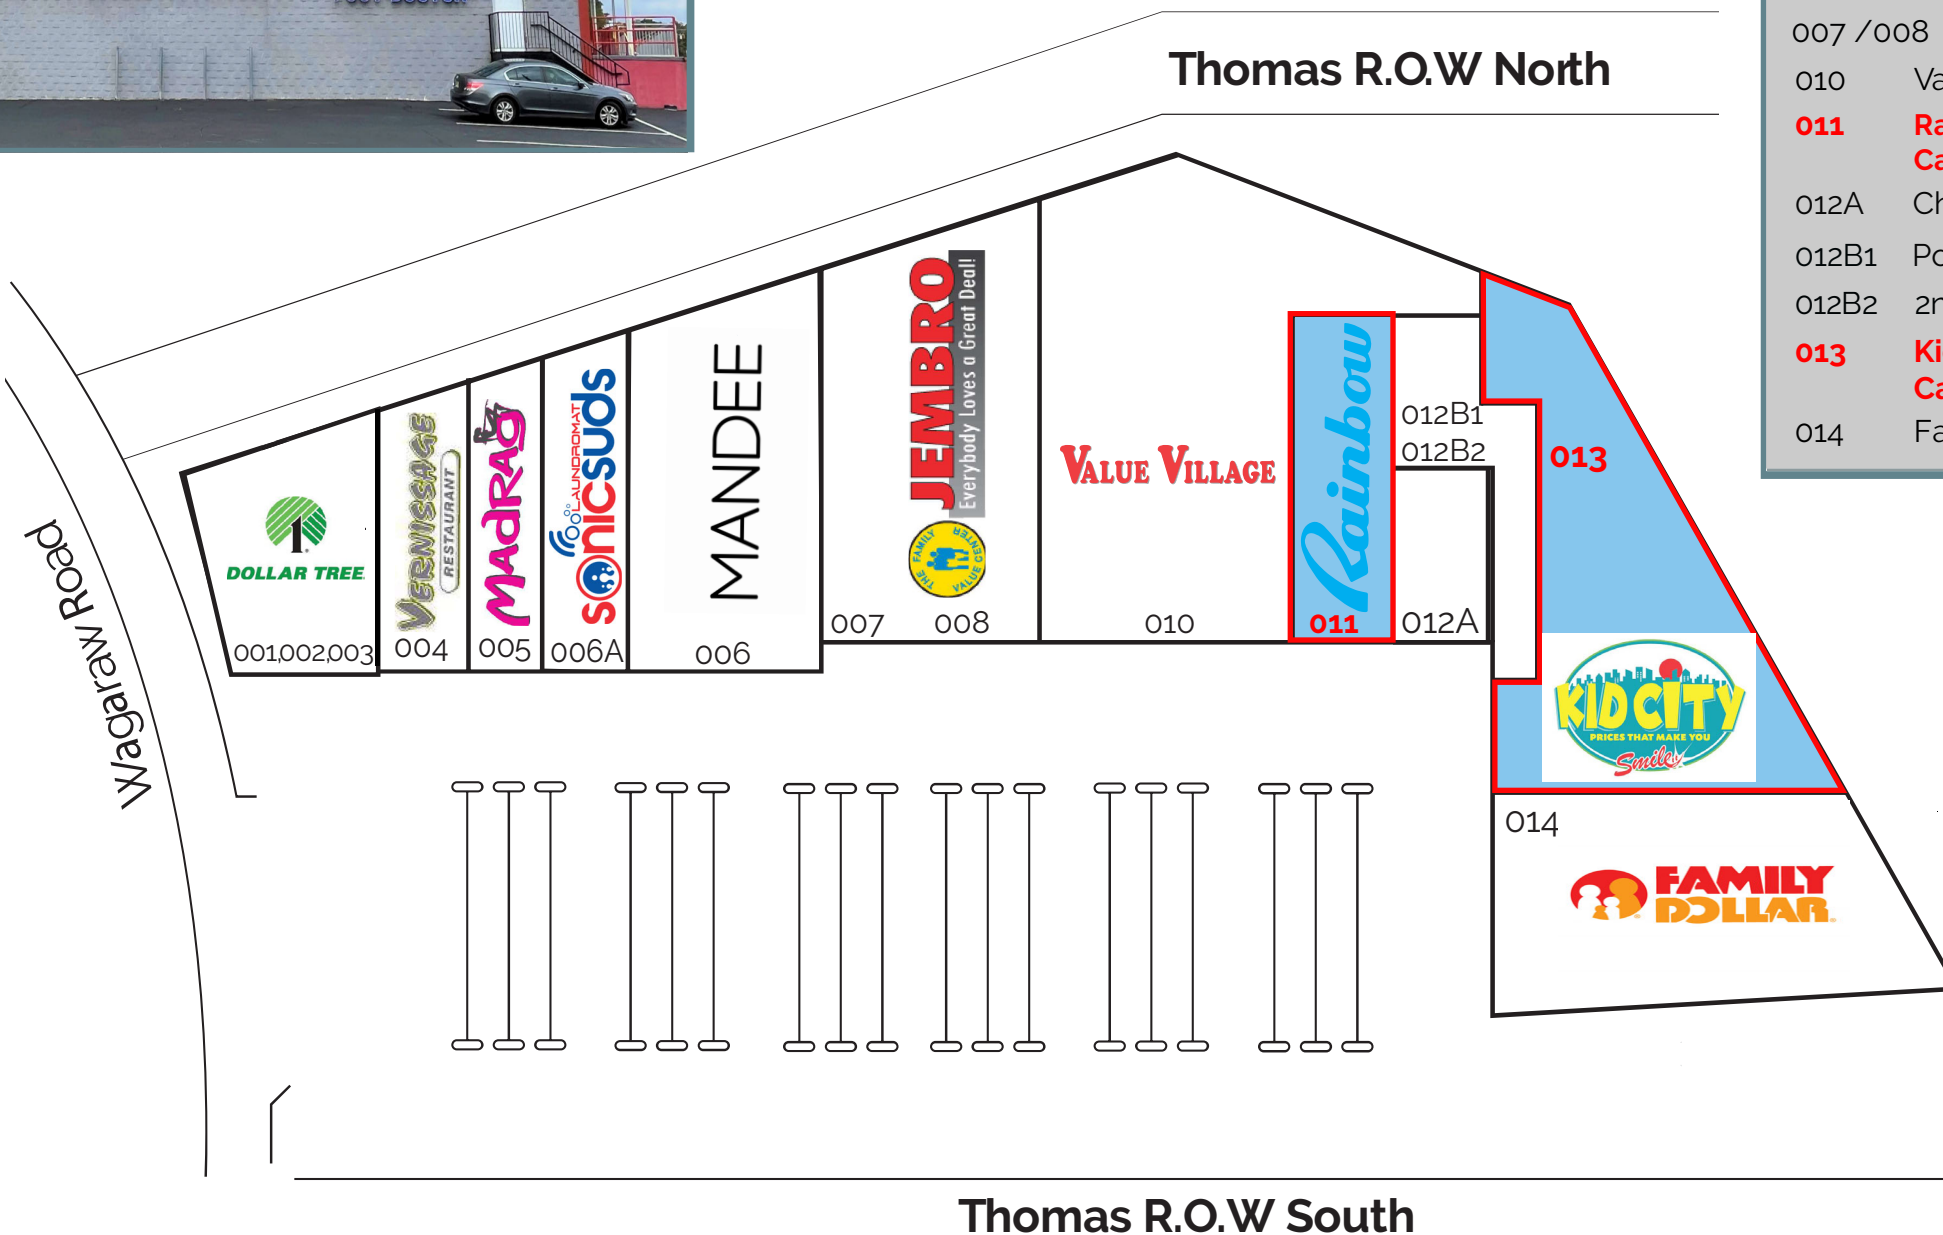 Thomas R.O.W North
007 /008
010
011
012A
012B1
012B2
013
014
Wagaraw Road
DOLLAR TREE
001,002,003
VERNISSAGE
RESTAURANT
004
MADRAG
005
LAUNDROMAT
sonicsuds
006A
MANDEE
006
JEMBRO
Everybody Loves a Great Deal!
THE FAMILY
VALUE CENTER
007
008
VALUE VILLAGE
010
Rainbow
011
012B1
012B2
012A
013
KIDCITY
PRICES THAT MAKE YOU
Smile
014
FAMILY
DOLLAR
Thomas R.O.W South